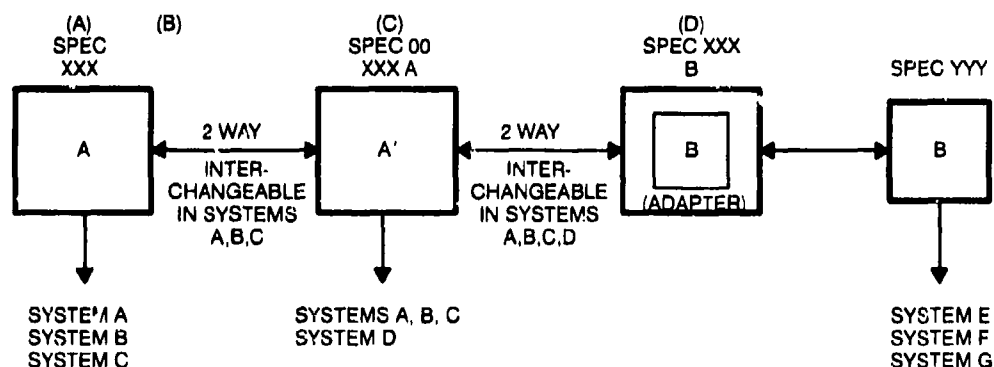 (A) (B) (C) (D)
SPEC
XXX
SPEC 00
XXX A
SPEC XXX
B
SPEC YYY
A
2 WAY
INTER-
CHANGEABLE
IN SYSTEMS
A,B,C
A'
2 WAY
INTER-
CHANGEABLE
IN SYSTEMS
A,B,C,D
B
(ADAPTER)
B
SYSTEM A
SYSTEM B
SYSTEM C
SYSTEMS A, B, C
SYSTEM D
SYSTEM E
SYSTEM F
SYSTEM G